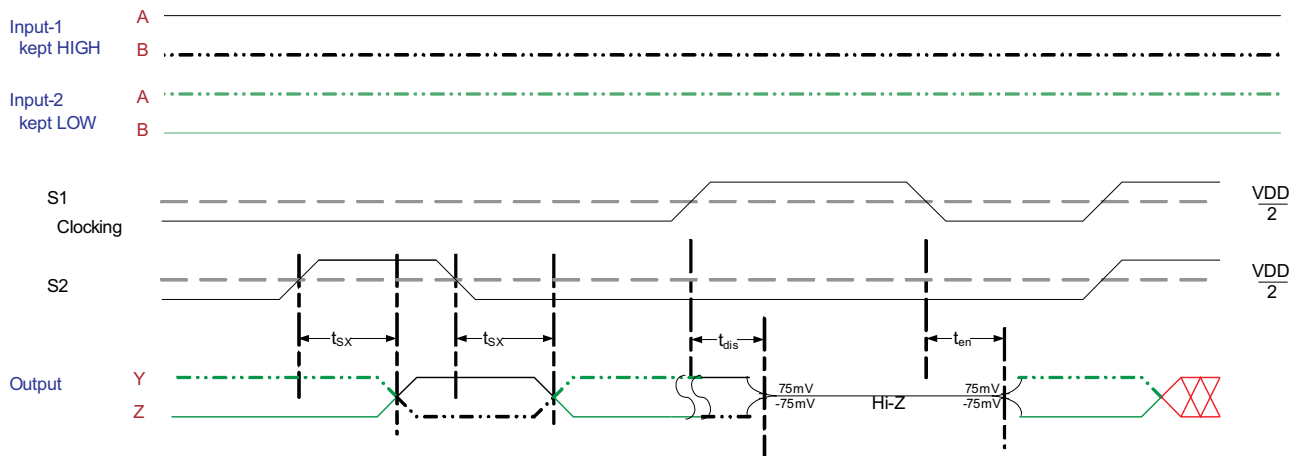 Input-1
kept HIGH
A
B
Input-2
kept LOW
A
B
S1
Clocking
VDD
2
S2
VDD
2
tSX
tSX
tdis
ten
Output
Y
Z
75mV
-75mV
Hi-Z
75mV
-75mV